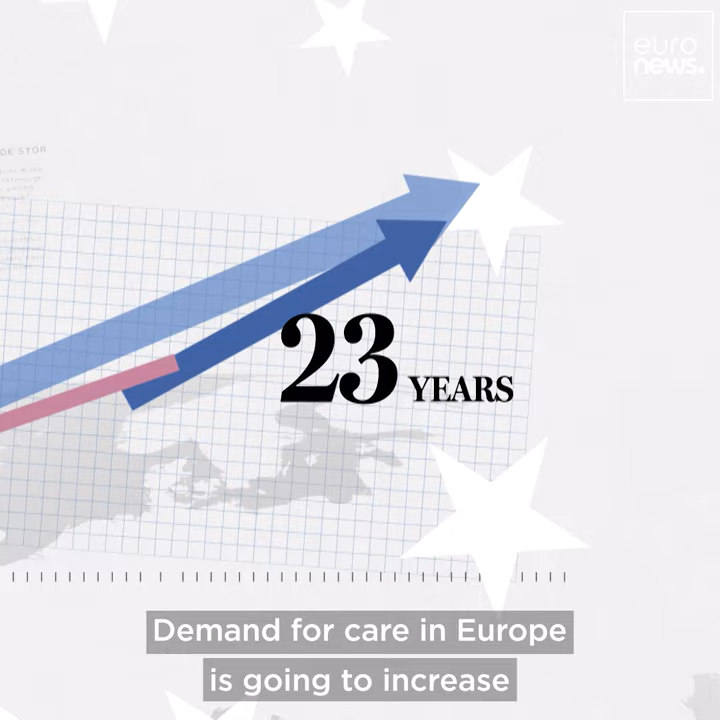 euro
news.
DE STOR
23 YEARS
Demand for care in Europe
is going to increase